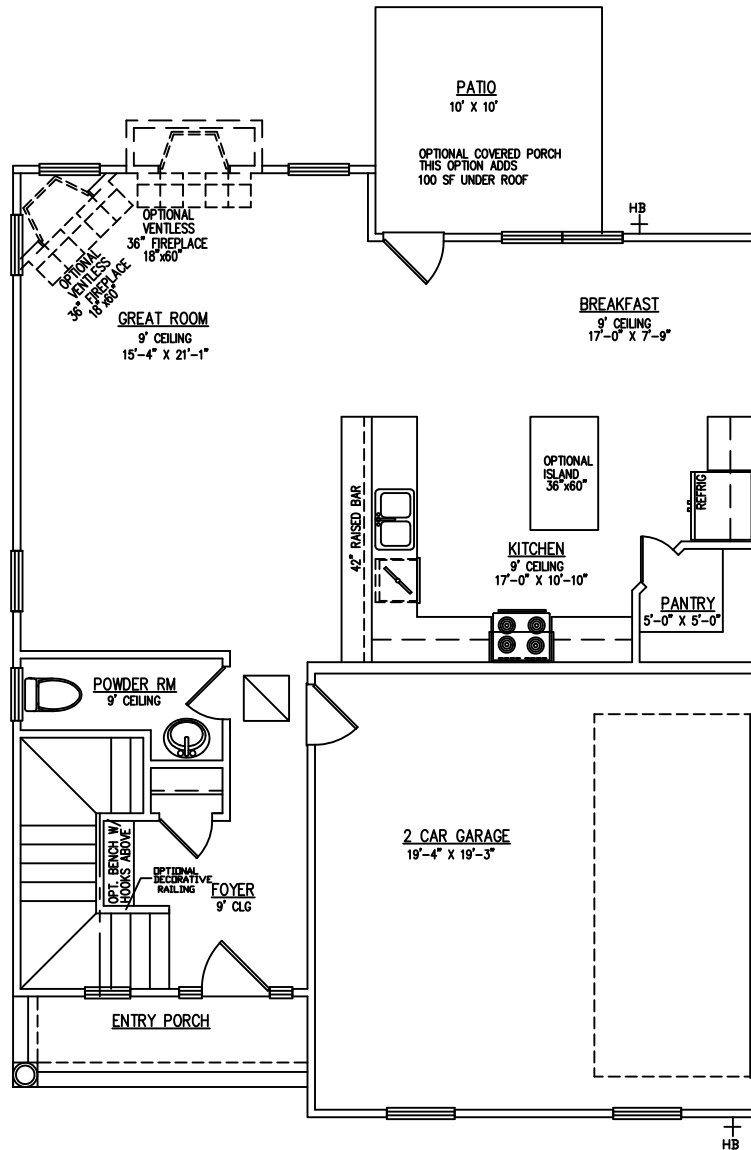 PATIO
10' X 10'
OPTIONAL COVERED PORCH
THIS OPTION ADDS
100 SF UNDER ROOF
HB
OPTIONAL
VENTLESS
36" FIREPLACE
18"x60"
OPTIONAL
VENTLESS
36" FIREPLACE
18"x60"
GREAT ROOM
9' CEILING
15'-4" X 21'-1"
BREAKFAST
9' CEILING
17'-0" X 7'-9"
42" RAISED BAR
OPTIONAL
ISLAND
36"x60"
REFRIG
KITCHEN
9' CEILING
17'-0" X 10'-10"
PANTRY
5'-0" X 5'-0"
POWDER RM
9' CEILING
2 CAR GARAGE
19'-4" X 19'-3"
OPT. BENCH W/
HOOKS ABOVE
OPTIONAL
DECORATIVE
RAILING
FOYER
9' CLG
ENTRY PORCH
HB